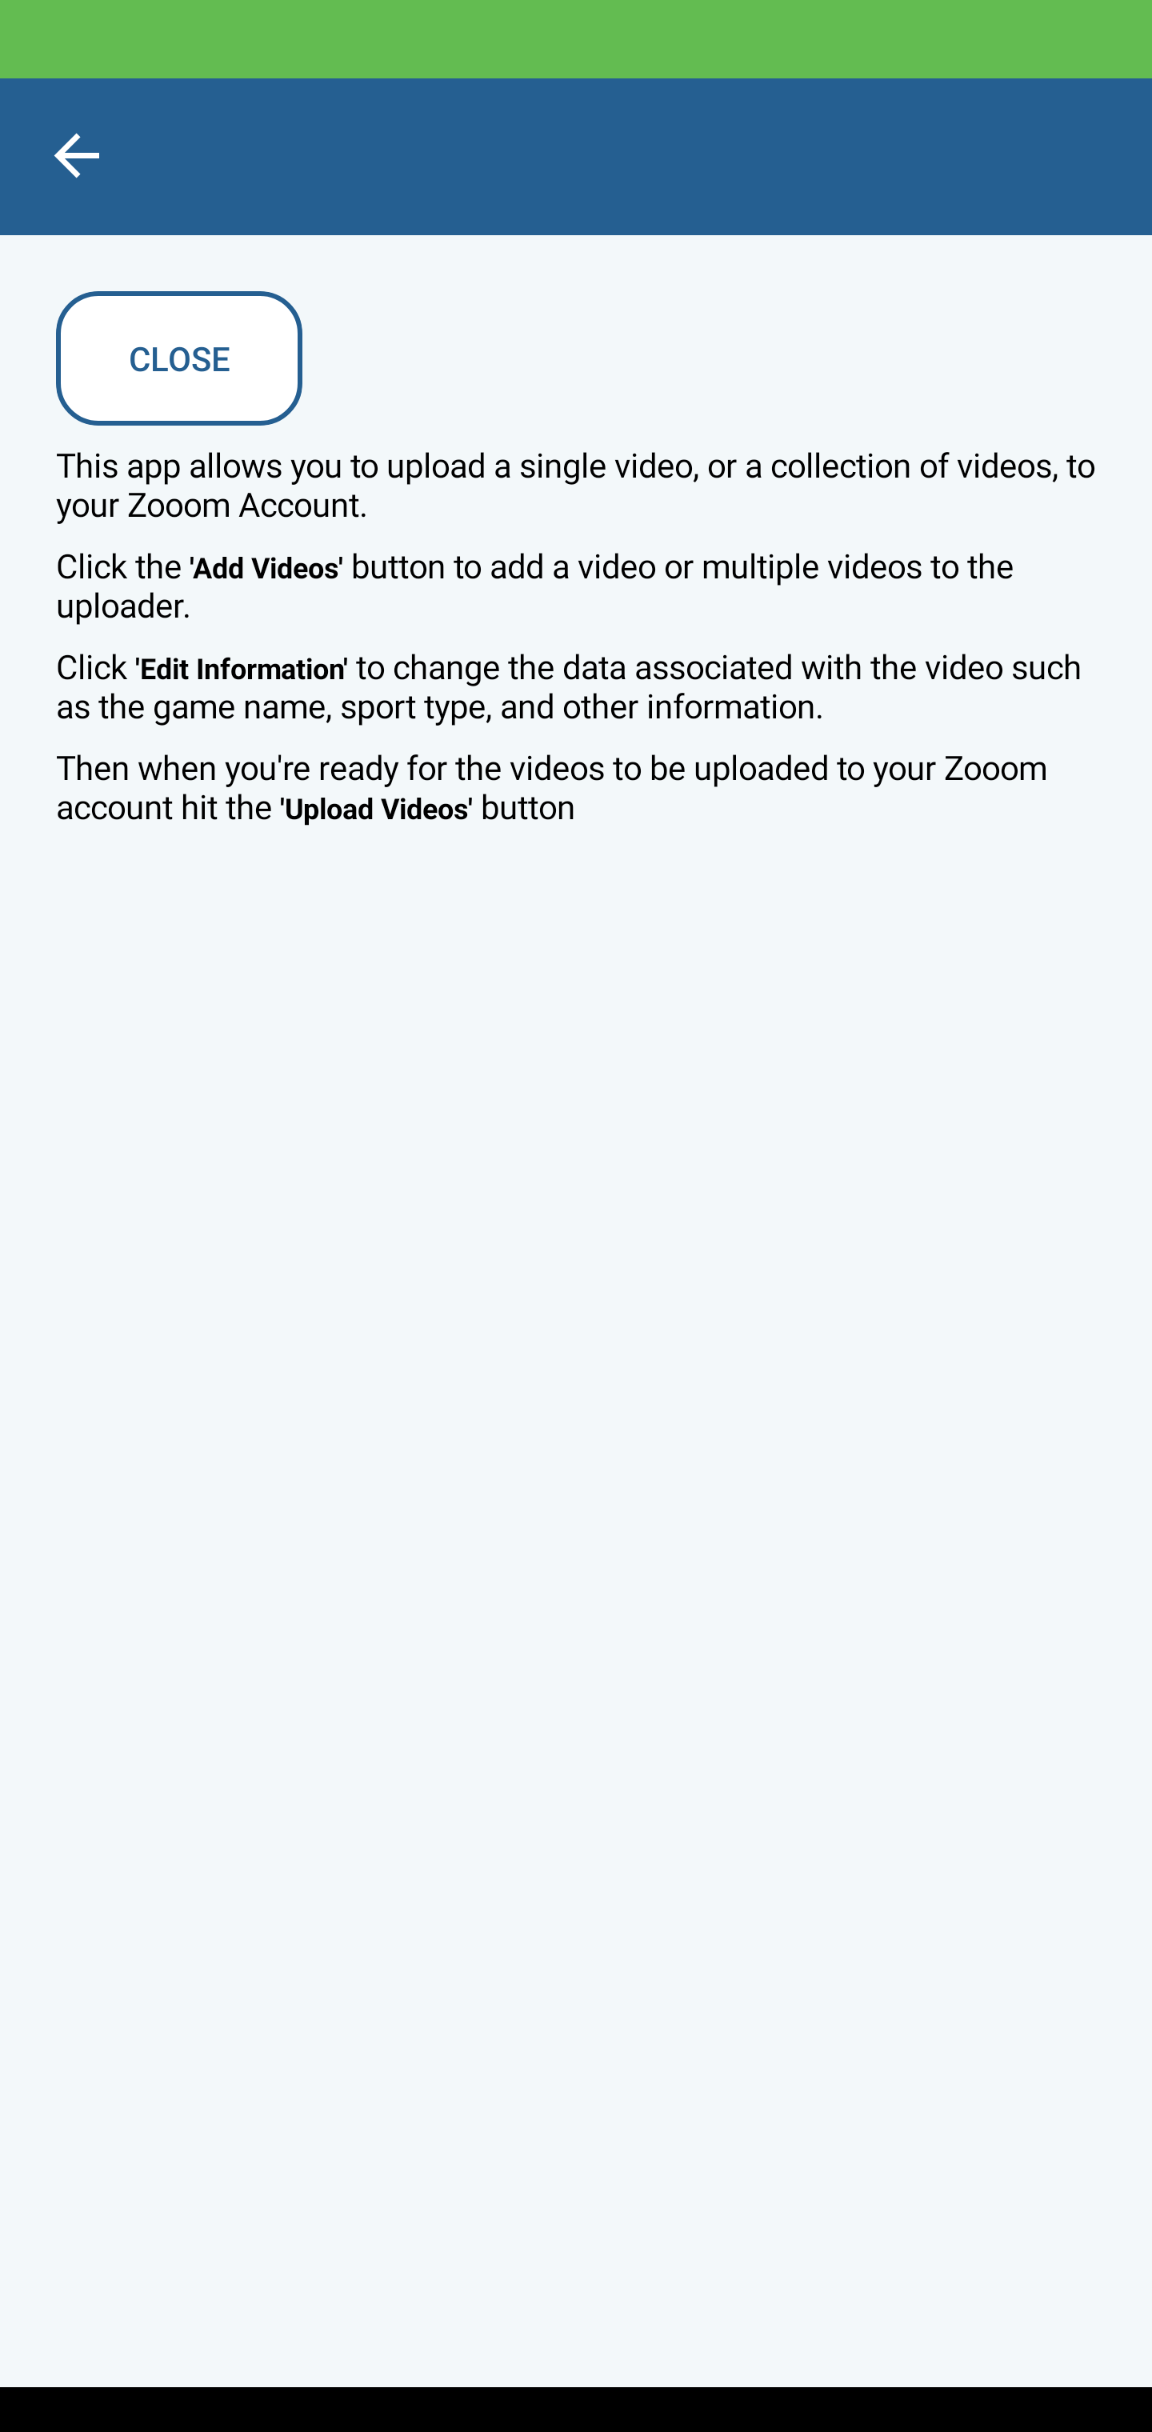 CLOSE
This app allows you to upload a single video, or a collection of videos, to
your Zooom Account.
Click the 'Add Videos' button to add a video or multiple videos to the
uploader.
Click 'Edit Information' to change the data associated with the video such
as the game name, sport type, and other information.
Then when you're ready for the videos to be uploaded to your Zooom
account hit the 'Upload Videos' button